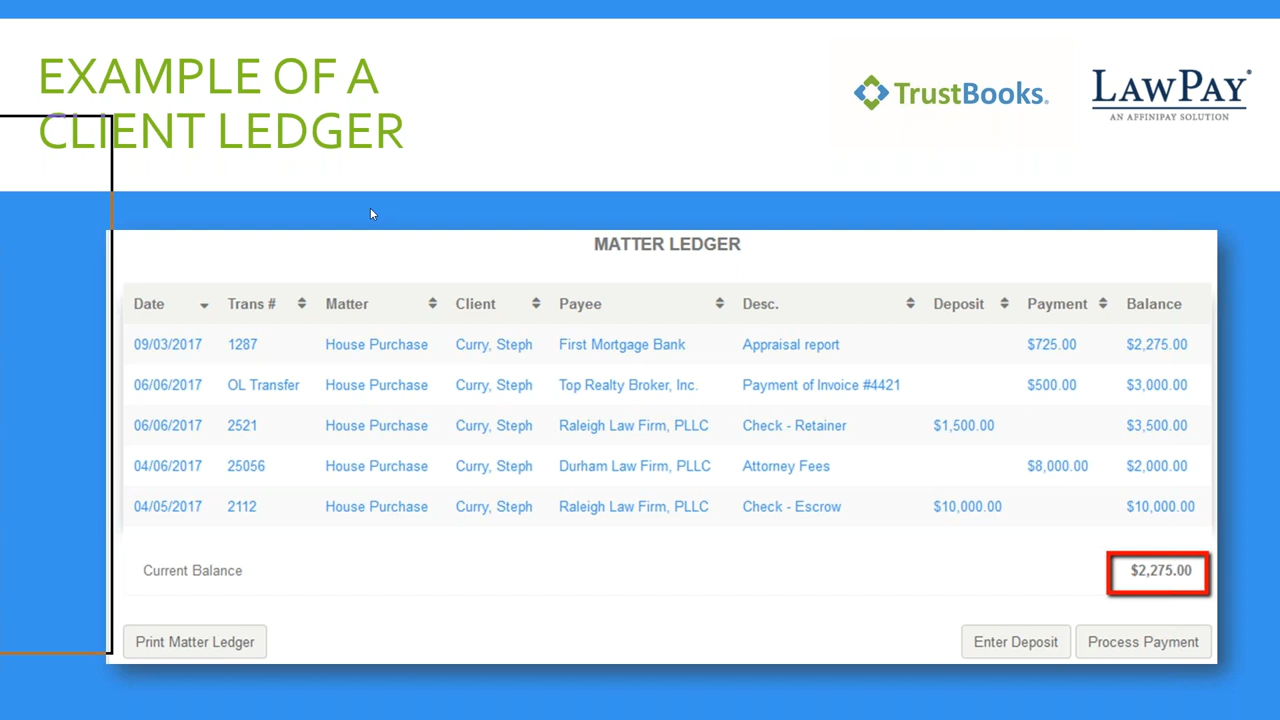 EXAMPLE OF A
CLIENT LEDGER
TrustBooks.
LAWPAY®
AN AFFINIPAY SOLUTION
MATTER LEDGER
Date Trans # Matter Client Payee Desc. Deposit Payment Balance
09/03/2017 1287 House Purchase Curry, Steph First Mortgage Bank Appraisal report $725.00 $2,275.00
06/06/2017 OL Transfer House Purchase Curry, Steph Top Realty Broker, Inc. Payment of Invoice #4421 $500.00 $3,000.00
06/06/2017 2521 House Purchase Curry, Steph Raleigh Law Firm, PLLC Check - Retainer $1,500.00 $3,500.00
04/06/2017 25056 House Purchase Curry, Steph Durham Law Firm, PLLC Attorney Fees $8,000.00 $2,000.00
04/05/2017 2112 House Purchase Curry, Steph Raleigh Law Firm, PLLC Check - Escrow $10,000.00 $10,000.00
Current Balance $2,275.00
Print Matter Ledger Enter Deposit Process Payment